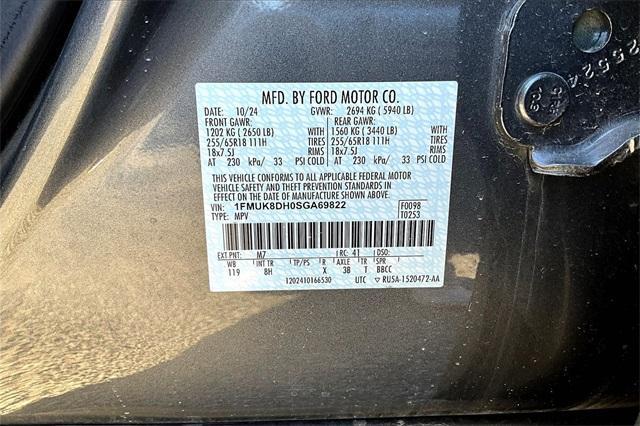 MFD. BY FORD MOTOR CO.
DATE: 10/24 GVWR: 2694 KG ( 5940 LB)
FRONT GAWR: REAR GAWR:
1202 KG ( 2650 LB) WITH 1560 KG ( 3440 LB) WITH
255/65R18 111H TIRES 255/65R18 111H TIRES
18x7.5J RIMS 18x7.5J RIMS
AT 230 kPa/ 33 PSI COLD AT 230 kPa/ 33 PSI COLD
THIS VEHICLE CONFORMS TO ALL APPLICABLE FEDERAL MOTOR
VEHICLE SAFETY AND THEFT PREVENTION STANDARDS IN
EFFECT ON THE DATE OF MANUFACTURE SHOWN ABOVE.
VIN: 1FMUK8DH0SGA69822 F0098
TYPE: MPV T0253
EXT PNT: M7 RC: 41 DSO:
WB INT TR TP/PS R AXLE TR SPR
119 8H X 38 T BBCC
1202410166530 UTC ▽ RU5A-1520472-AA
25524